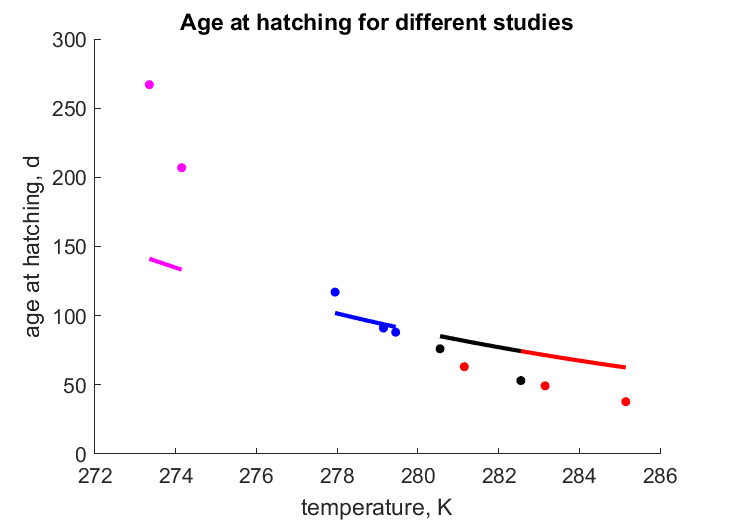 Age at hatching for different studies
300
250
200
150
100
50
0
age at hatching, d
272 274 276 278 280 282 284 286
temperature, K